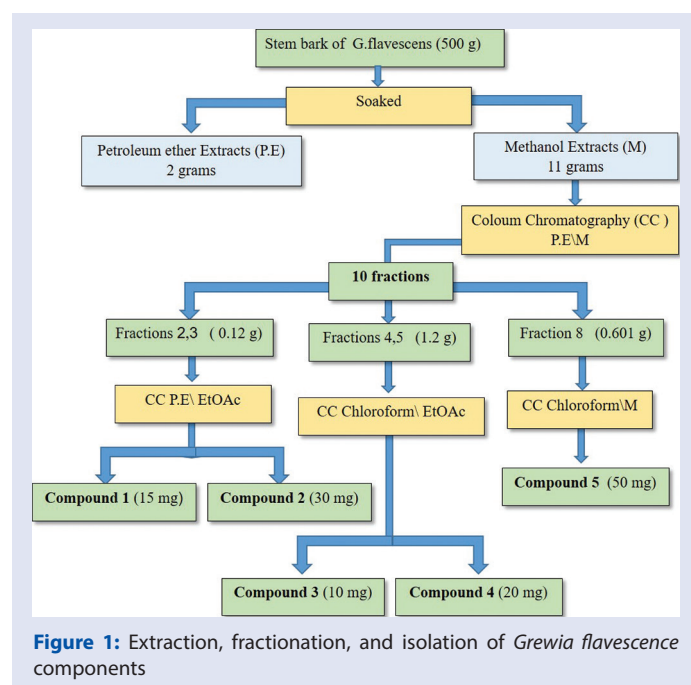 Stem bark of G.flavescens (500 g)
Soaked
Petroleum ether Extracts (P.E)
2 grams
Methanol Extracts (M)
11 grams
Coloum Chromatography (CC )
P.E\M
10 fractions
Fractions 2,3 ( 0.12 g)
Fractions 4,5 (1.2 g)
Fraction 8 (0.601 g)
CC P.E\ EtOAc
CC Chloroform\ EtOAc
CC Chloroform\M
Compound 1 (15 mg)
Compound 2 (30 mg)
Compound 5 (50 mg)
Compound 3 (10 mg)
Compound 4 (20 mg)
Figure 1: Extraction, fractionation, and isolation of Grewia flavescence
components